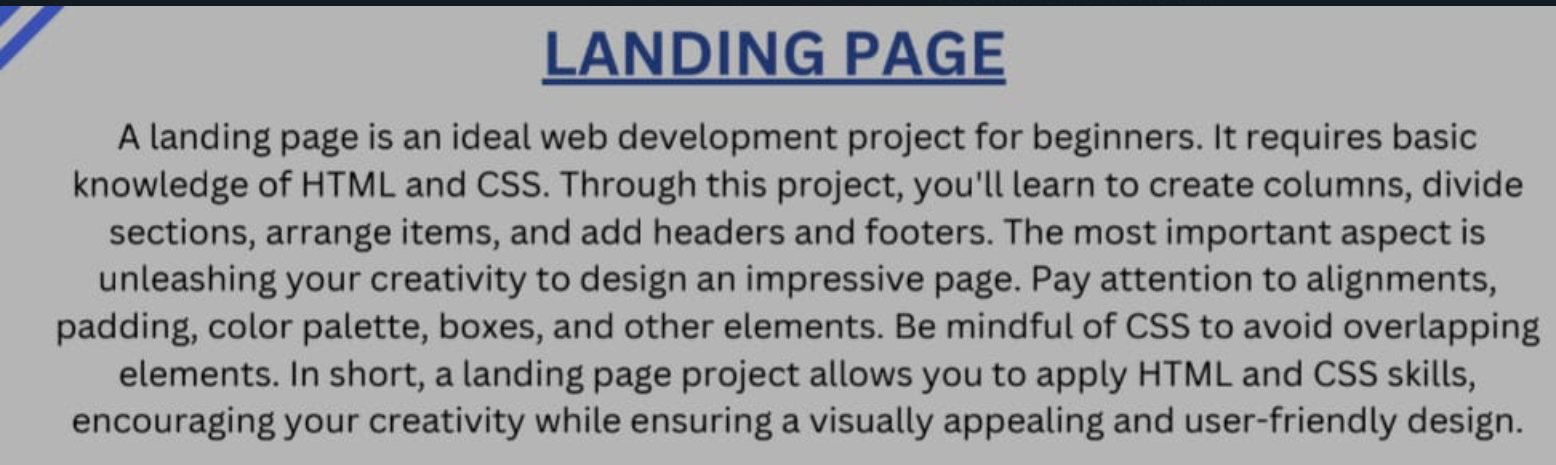 LANDING PAGE
A landing page is an ideal web development project for beginners. It requires basic
knowledge of HTML and CSS. Through this project, you'll learn to create columns, divide
sections, arrange items, and add headers and footers. The most important aspect is
unleashing your creativity to design an impressive page. Pay attention to alignments,
padding, color palette, boxes, and other elements. Be mindful of CSS to avoid overlapping
elements. In short, a landing page project allows you to apply HTML and CSS skills,
encouraging your creativity while ensuring a visually appealing and user-friendly design.